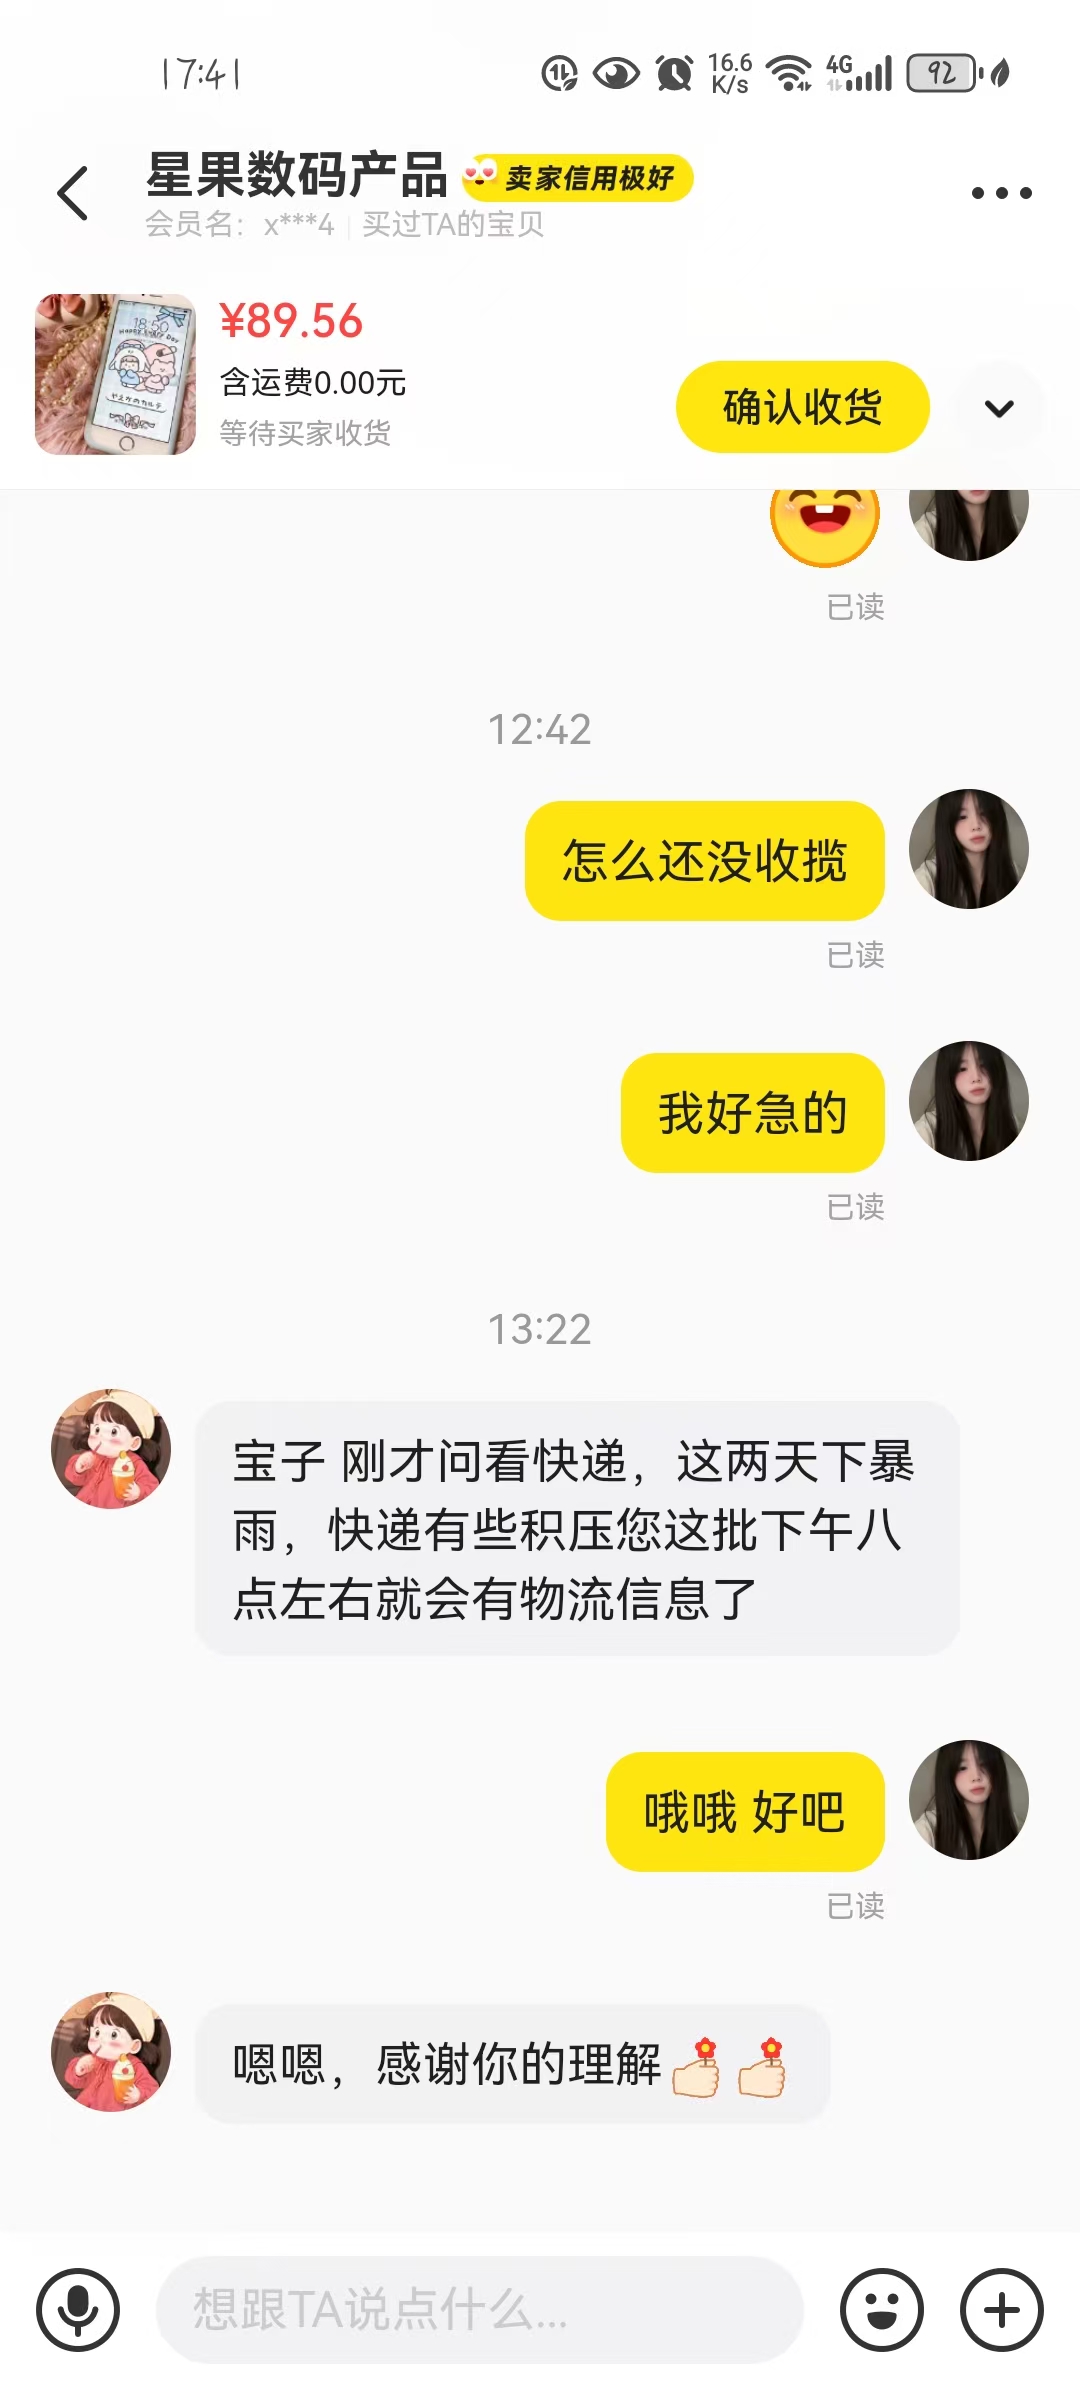 17:41
16.6
K/s
4G
92
星果数码产品
卖家信用极好
会员名：x***4 | 买过TA的宝贝
18:50
¥89.56
含运费0.00元
等待买家收货
确认收货
已读
12:42
怎么还没收揽
已读
我好急的
已读
13:22
宝子 刚才问看快递，这两天下暴
雨，快递有些积压您这批下午八
点左右就会有物流信息了
哦哦 好吧
已读
嗯嗯，感谢你的理解
想跟TA说点什么...